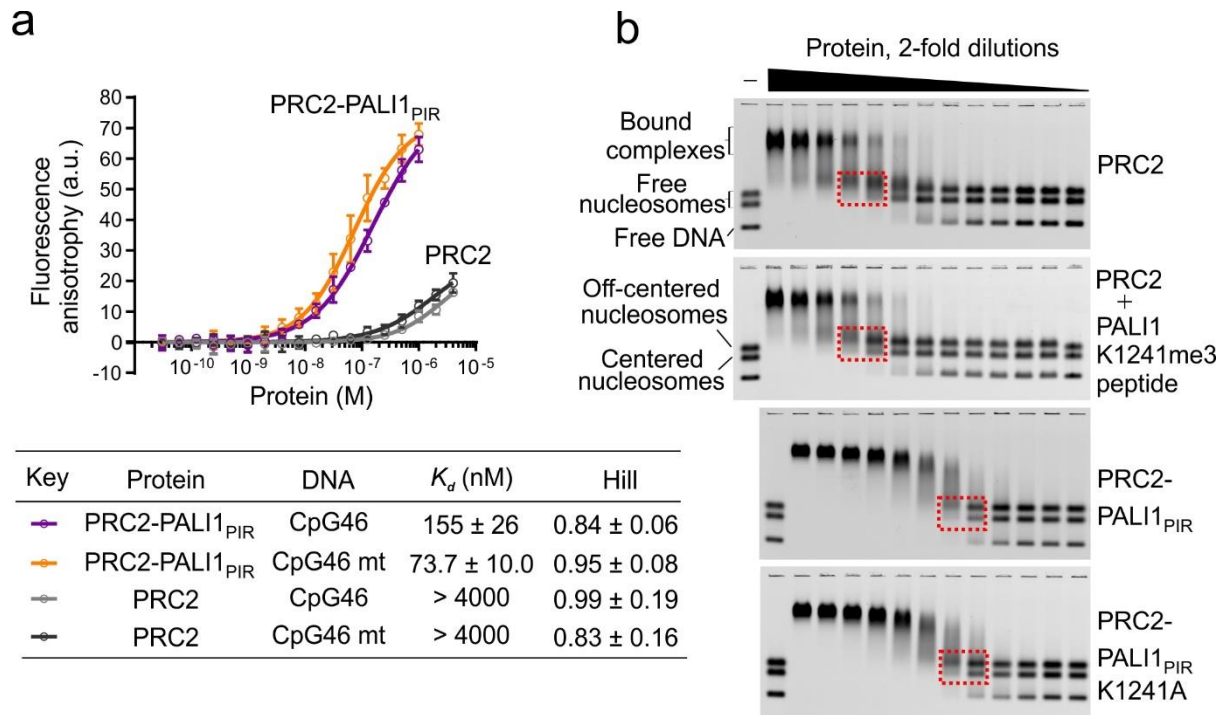 a
PRC2-PALI1PIR
PRC2
Fluorescence
anisotrophy (a.u.)
80
70
60
50
40
30
20
10
0
-10
10-10 10-9 10-8 10-7 10-6 10-5
Protein (M)
Key Protein DNA Kd (nM) Hill
PRC2-PALI1PIR CpG46 155 ± 26 0.84 ± 0.06
PRC2-PALI1PIR CpG46 mt 73.7 ± 10.0 0.95 ± 0.08
PRC2 CpG46 > 4000 0.99 ± 0.19
PRC2 CpG46 mt > 4000 0.83 ± 0.16
b
Protein, 2-fold dilutions
–
Bound
complexes
Free
nucleosomes
Free DNA
PRC2
Off-centered
nucleosomes
Centered
nucleosomes
PRC2
+
PALI1
K1241me3
peptide
PRC2-
PALI1PIR
PRC2-
PALI1PIR
K1241A